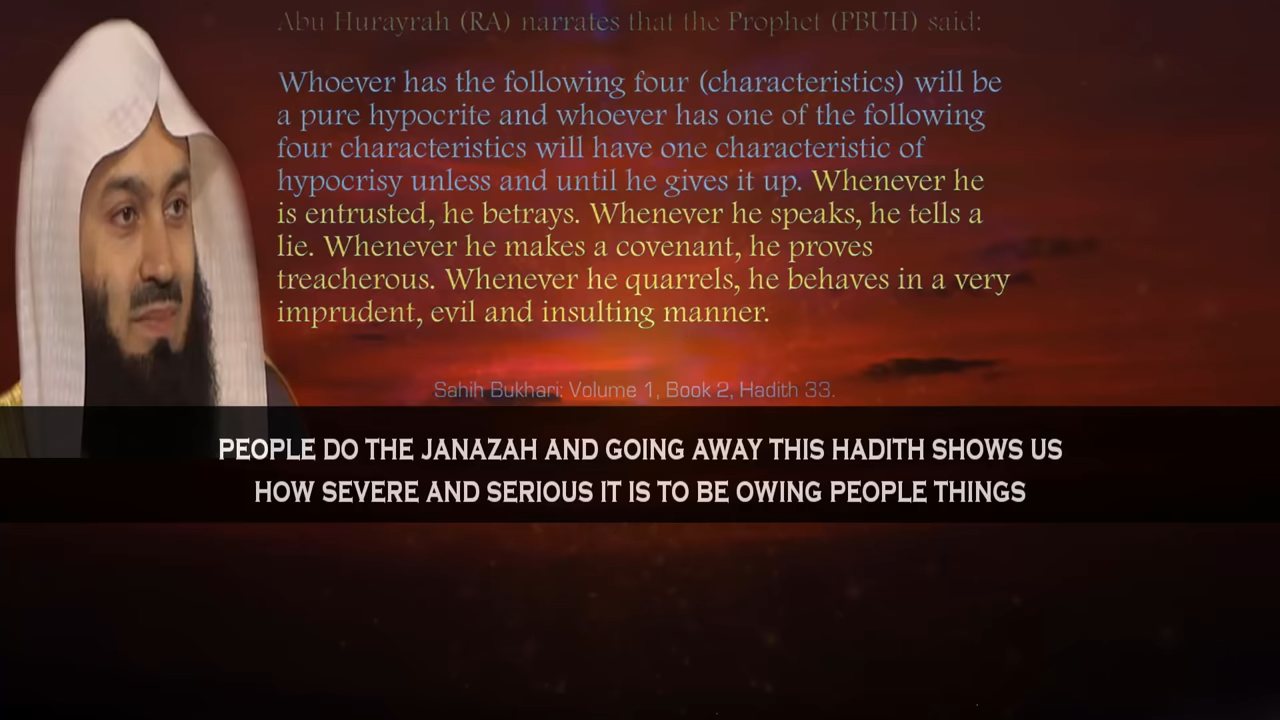 Abu Hurayrah (RA) narrates that the Prophet (PBUH) said:
Whoever has the following four (characteristics) will be
a pure hypocrite and whoever has one of the following
four characteristics will have one characteristic of
hypocrisy unless and until he gives it up. Whenever he
is entrusted, he betrays. Whenever he speaks, he tells a
lie. Whenever he makes a covenant, he proves
treacherous. Whenever he quarrels, he behaves in a very
imprudent, evil and insulting manner.
Sahih Bukhari: Volume 1, Book 2, Hadith 33.
PEOPLE DO THE JANAZAH AND GOING AWAY THIS HADITH SHOWS US
HOW SEVERE AND SERIOUS IT IS TO BE OWING PEOPLE THINGS